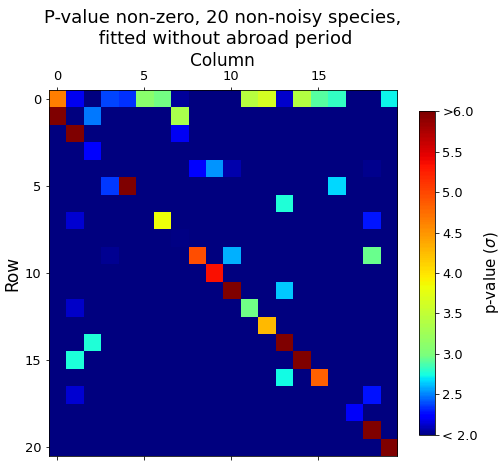 P-value non-zero, 20 non-noisy species,
fitted without abroad period
Column
0 5 10 15
Row
0
5
10
15
20
>6.0
5.5
5.0
4.5
4.0
3.5
3.0
2.5
< 2.0
p-value (σ)